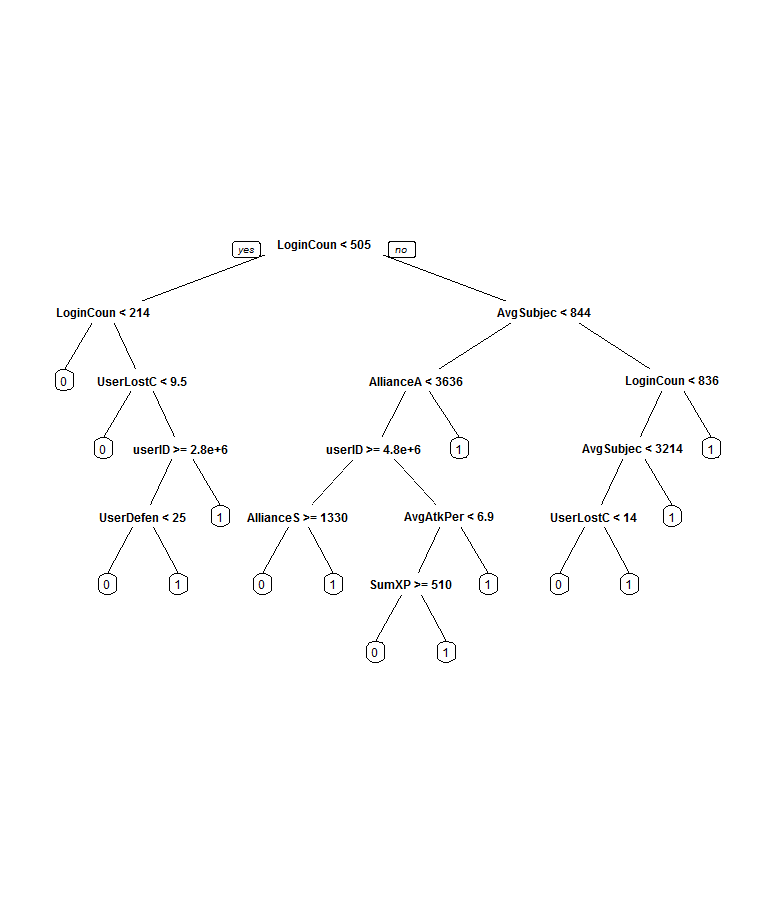 yes LoginCoun < 505 no
LoginCoun < 214 AvgSubjec < 844
0 UserLostC < 9.5 AllianceA < 3636 LoginCoun < 836
0 userID >= 2.8e+6 userID >= 4.8e+6 1 AvgSubjec < 3214 1
UserDefen < 25 1 AllianceS >= 1330 AvgAtkPer < 6.9 UserLostC < 14 1
0 1 0 1 SumXP >= 510 1 0 1
0 1